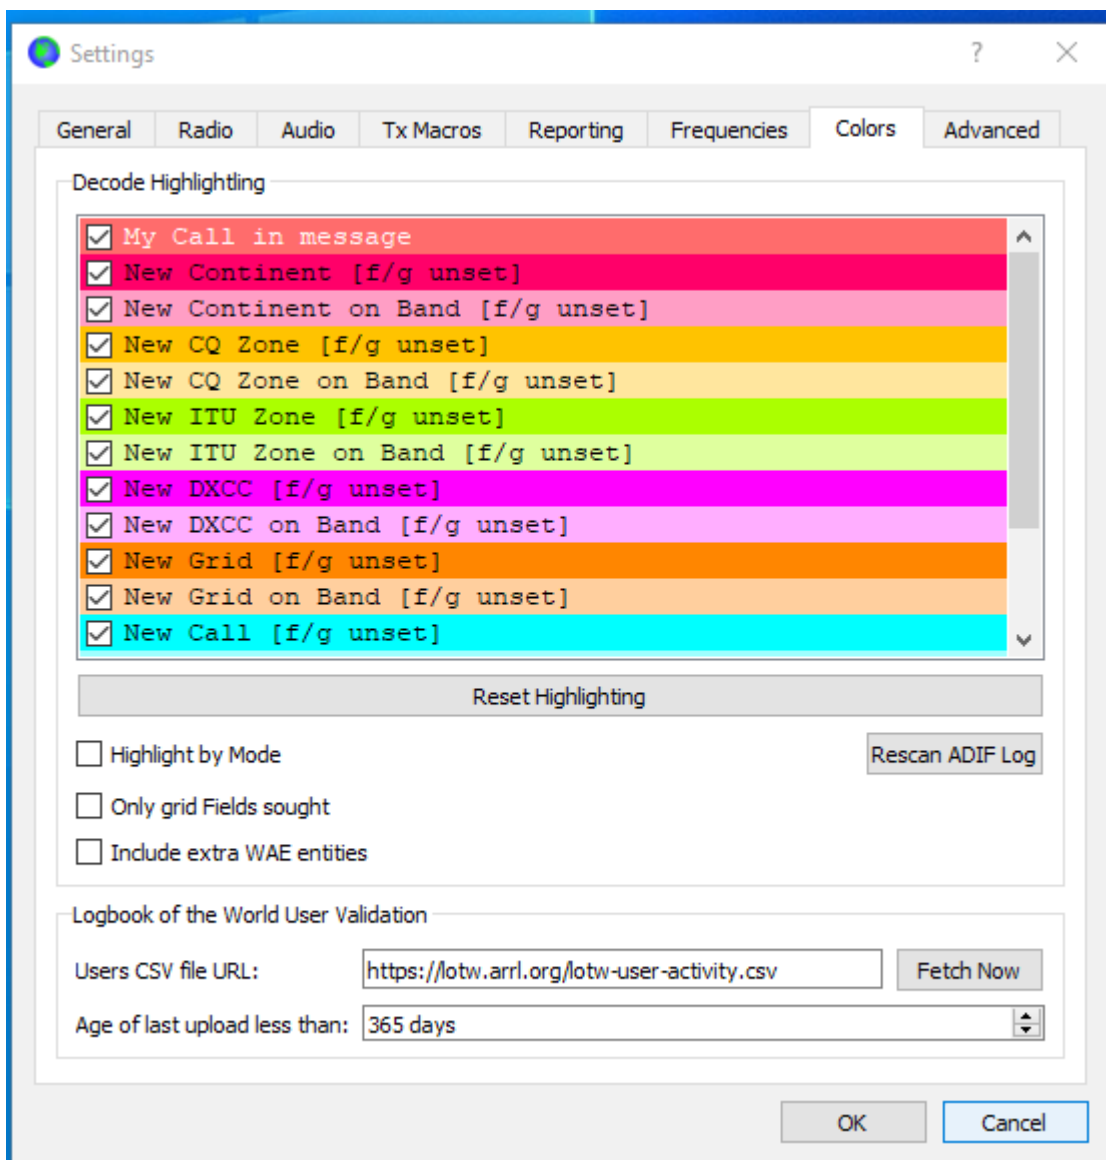 Settings
?
General Radio Audio Tx Macros Reporting Frequencies Colors Advanced
Decode Highlightling
My Call in message
New Continent [f/g unset]
New Continent on Band [f/g unset]
New CQ Zone [f/g unset]
New CQ Zone on Band [f/g unset]
New ITU Zone [f/g unset]
New ITU Zone on Band [f/g unset]
New DXCC [f/g unset]
New DXCC on Band [f/g unset]
New Grid [f/g unset]
New Grid on Band [f/g unset]
New Call [f/g unset]
Reset Highlighting
Highlight by Mode Rescan ADIF Log
Only grid Fields sought
Include extra WAE entities
Logbook of the World User Validation
Users CSV file URL: https://lotw.arrl.org/lotw-user-activity.csv Fetch Now
Age of last upload less than: 365 days
OK Cancel